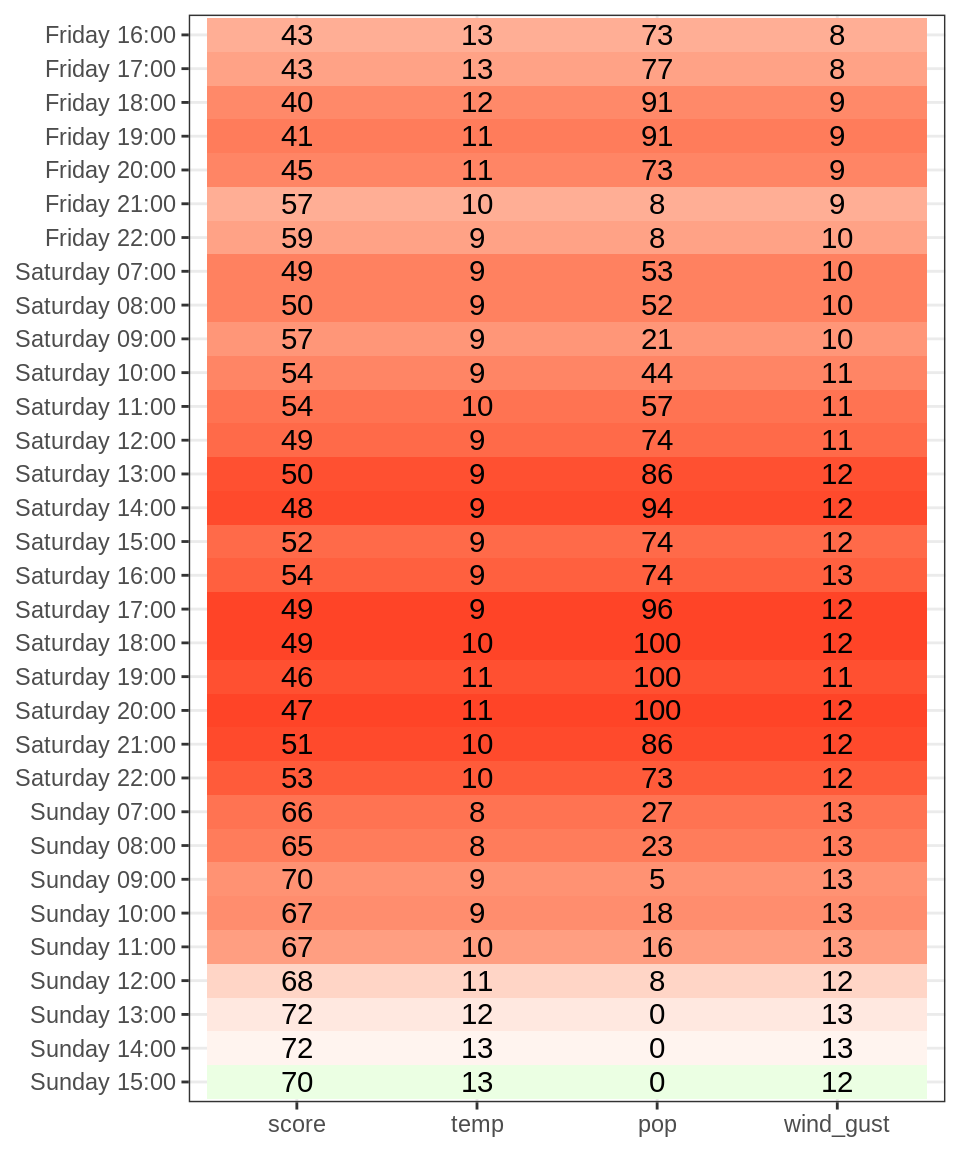 Friday 16:00 43 13 73 8
Friday 17:00 43 13 77 8
Friday 18:00 40 12 91 9
Friday 19:00 41 11 91 9
Friday 20:00 45 11 73 9
Friday 21:00 57 10 8 9
Friday 22:00 59 9 8 10
Saturday 07:00 49 9 53 10
Saturday 08:00 50 9 52 10
Saturday 09:00 57 9 21 10
Saturday 10:00 54 9 44 11
Saturday 11:00 54 10 57 11
Saturday 12:00 49 9 74 11
Saturday 13:00 50 9 86 12
Saturday 14:00 48 9 94 12
Saturday 15:00 52 9 74 12
Saturday 16:00 54 9 74 13
Saturday 17:00 49 9 96 12
Saturday 18:00 49 10 100 12
Saturday 19:00 46 11 100 11
Saturday 20:00 47 11 100 12
Saturday 21:00 51 10 86 12
Saturday 22:00 53 10 73 12
Sunday 07:00 66 8 27 13
Sunday 08:00 65 8 23 13
Sunday 09:00 70 9 5 13
Sunday 10:00 67 9 18 13
Sunday 11:00 67 10 16 13
Sunday 12:00 68 11 8 12
Sunday 13:00 72 12 0 13
Sunday 14:00 72 13 0 13
Sunday 15:00 70 13 0 12
score temp pop wind_gust